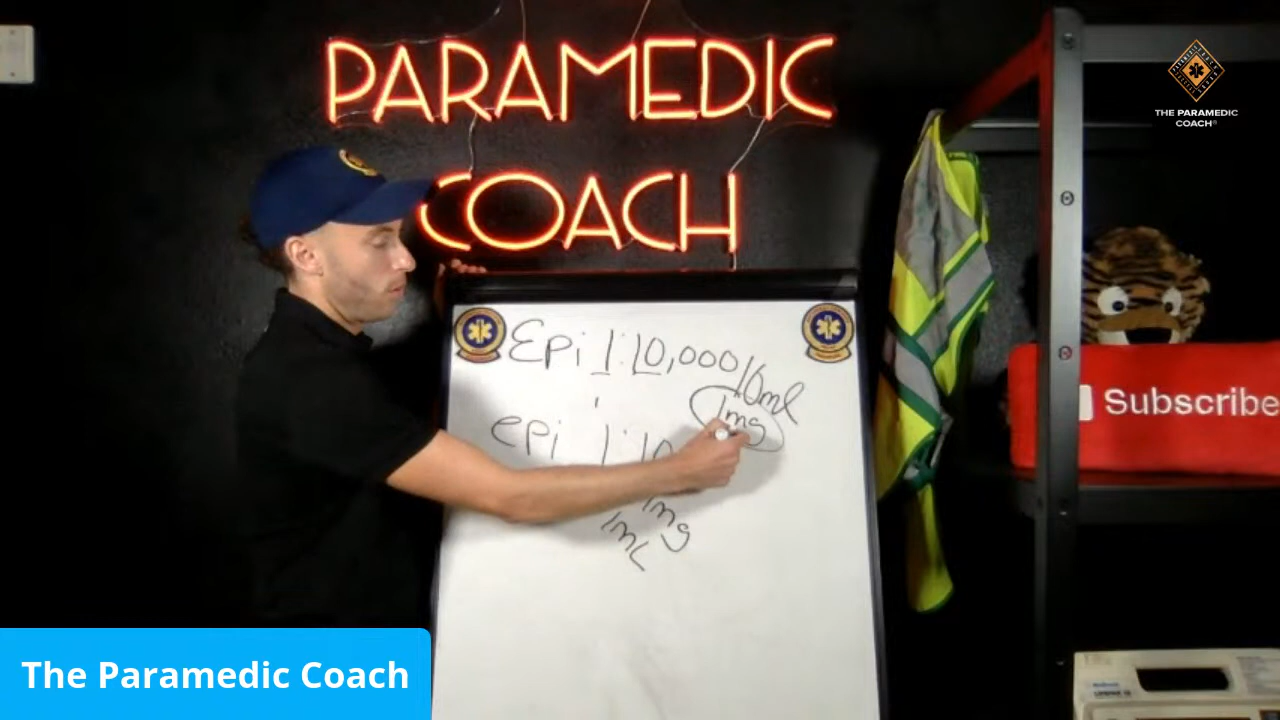 PARAMEDIC
COACH
THE PARAMEDIC
COACH®
Epi 1:10,000
10ml
1mg
epi 1:10
1mg
1mL
Subscribe
The Paramedic Coach